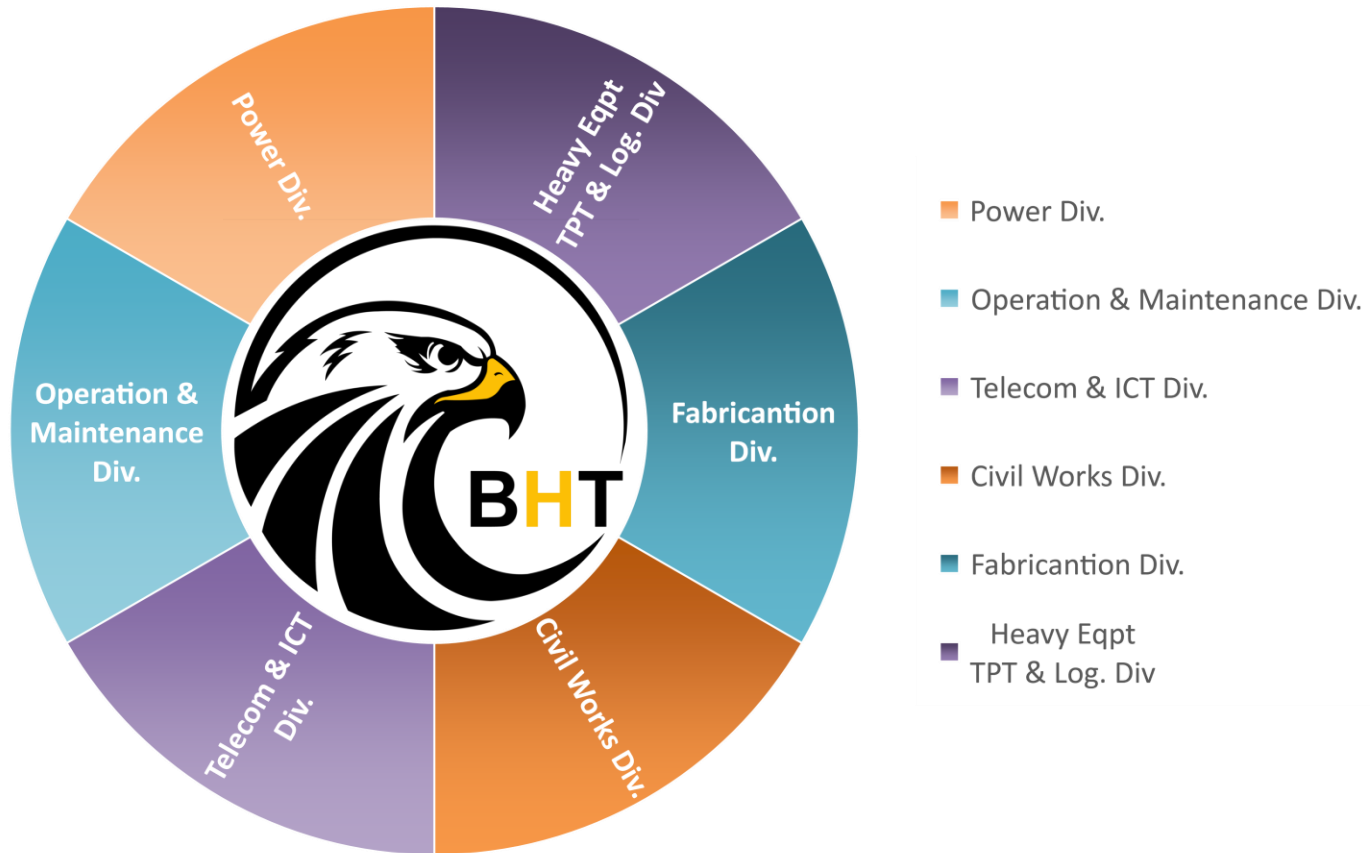 Power Div.
Heavy Eqpt
TPT & Log. Div
Operation &
Maintenance
Div.
Fabricantion
Div.
BHT
Telecom & ICT
Div.
Civil Works Div.
Power Div.
Operation & Maintenance Div.
Telecom & ICT Div.
Civil Works Div.
Fabricantion Div.
Heavy Eqpt
TPT & Log. Div